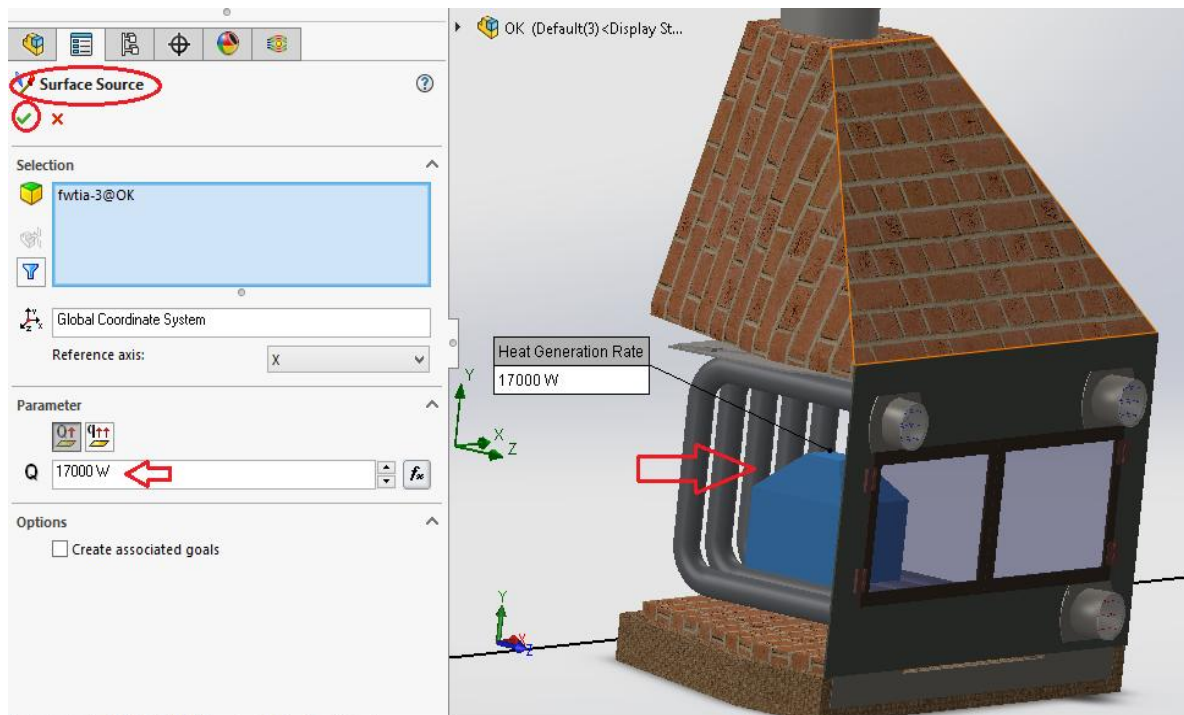 OK (Default(3)<Display St...
Surface Source
Selection
fwtia-3@OK
Global Coordinate System
Reference axis:
X
Parameter
Q
17000 W
Options
Create associated goals
Heat Generation Rate
17000 W
Y
X
Z
Y
X
Z